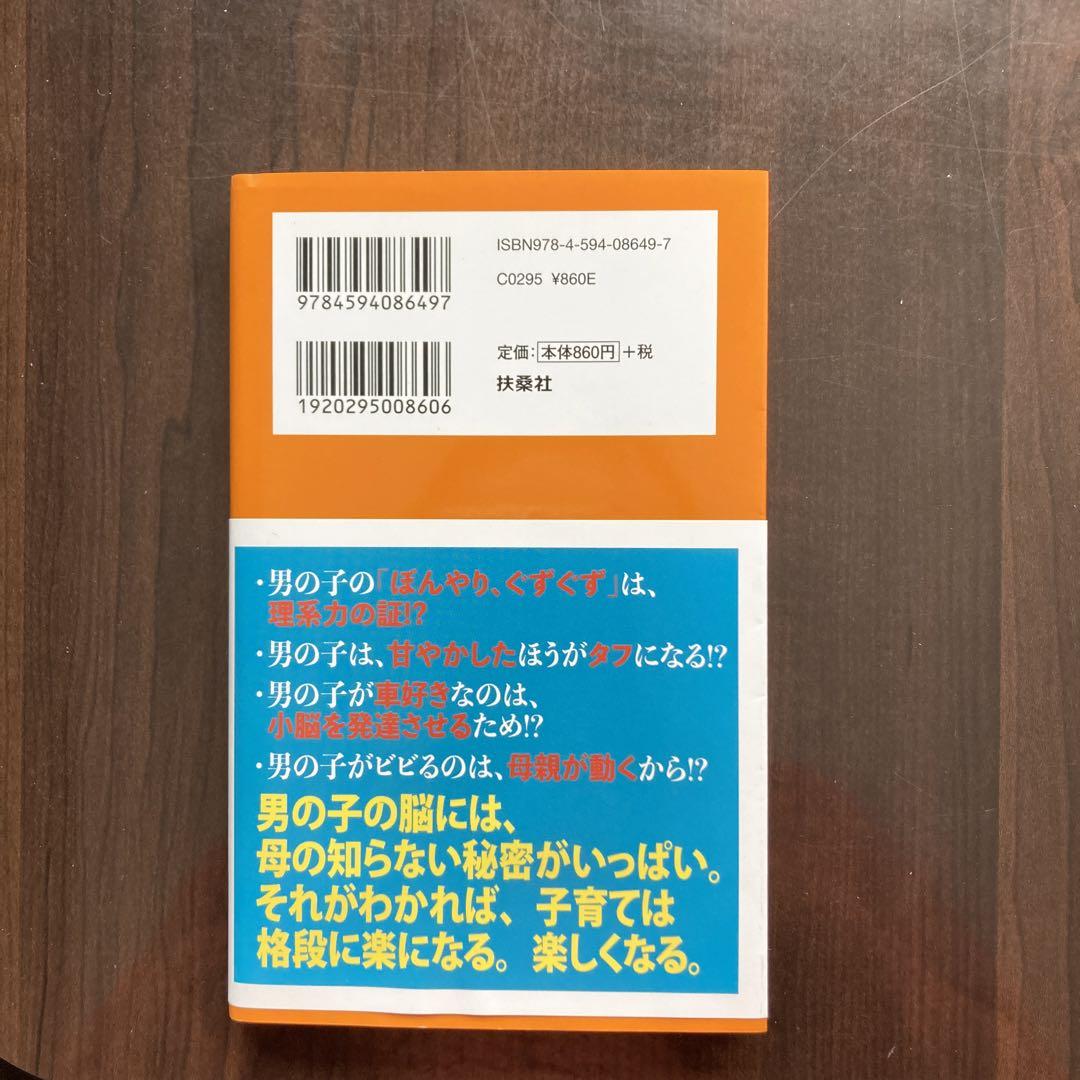 ISBN978-4-594-08649-7
9784594086497
C0295 ¥860E
定価：本体860円＋税
扶桑社
1920295008606
・男の子の「ぼんやり、ぐずぐず」は、
理系力の証!?
・男の子は、甘やかしたほうがタフになる!?
・男の子が車好きなのは、
小脳を発達させるため!?
・男の子がビビるのは、母親が動くから!?
男の子の脳には、
母の知らない秘密がいっぱい。
それがわかれば、子育ては
格段に楽になる。楽しくなる。